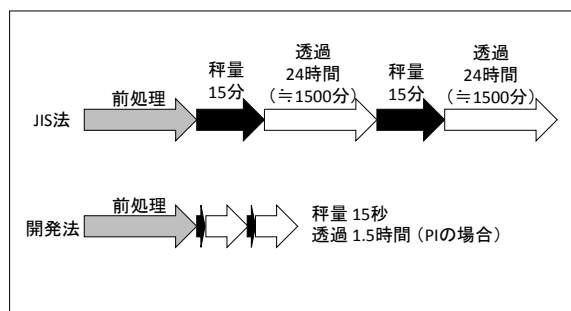 秤量
15分
透過
24時間
(≒1500分)
秤量
15分
透過
24時間
(≒1500分)
前処理
JIS法
前処理
開発法
秤量 15秒
透過 1.5時間 (PIの場合)